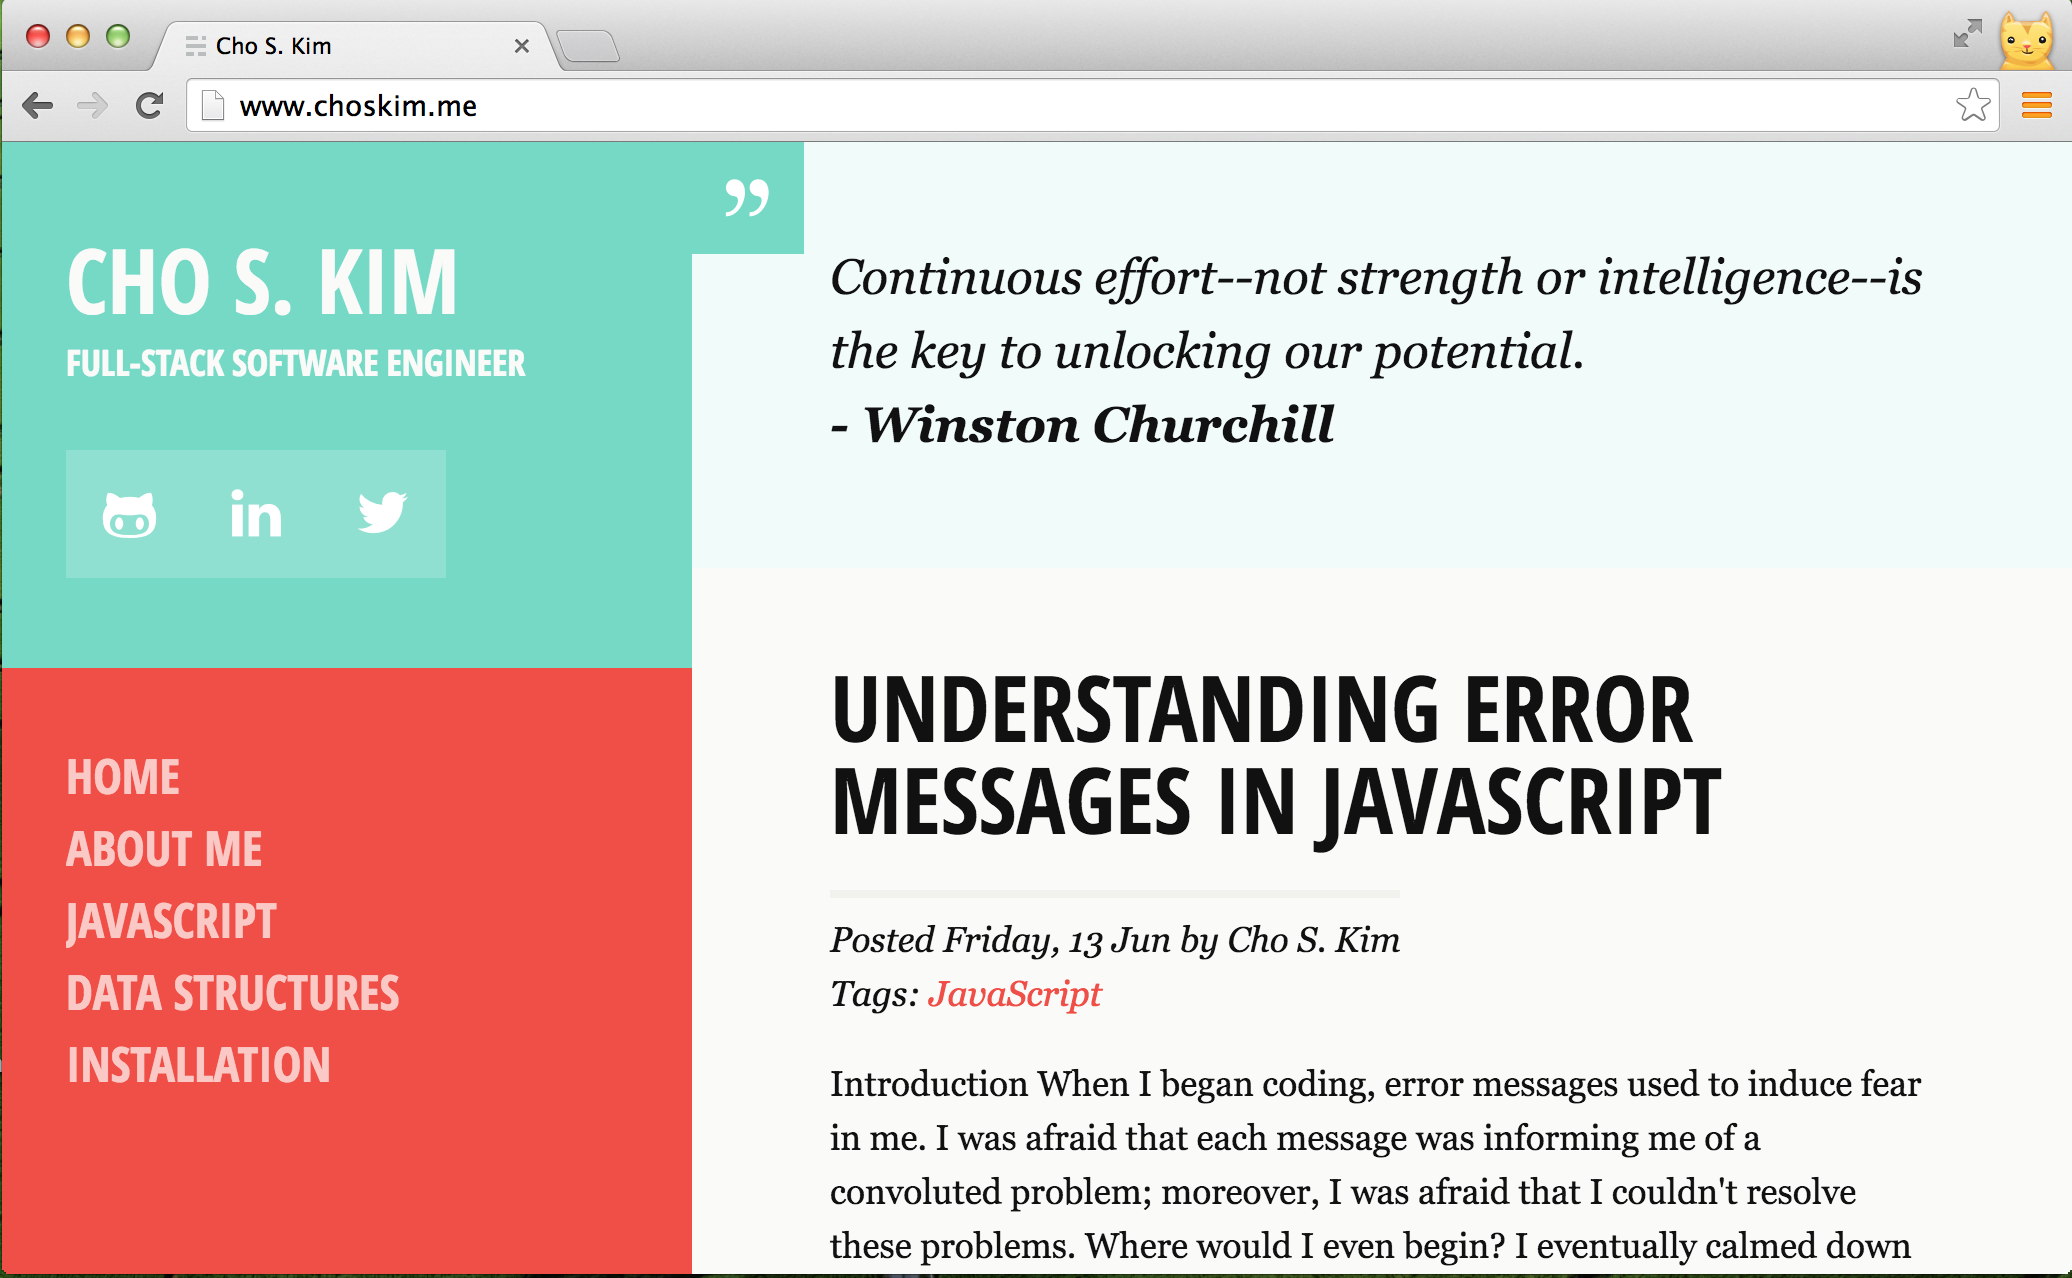 Cho S. Kim
www.choskim.me
”
CHO S. KIM
FULL-STACK SOFTWARE ENGINEER
in
HOME
ABOUT ME
JAVASCRIPT
DATA STRUCTURES
INSTALLATION
Continuous effort--not strength or intelligence--is
the key to unlocking our potential.
- Winston Churchill
UNDERSTANDING ERROR
MESSAGES IN JAVASCRIPT
Posted Friday, 13 Jun by Cho S. Kim
Tags: JavaScript
Introduction When I began coding, error messages used to induce fear
in me. I was afraid that each message was informing me of a
convoluted problem; moreover, I was afraid that I couldn't resolve
these problems. Where would I even begin? I eventually calmed down